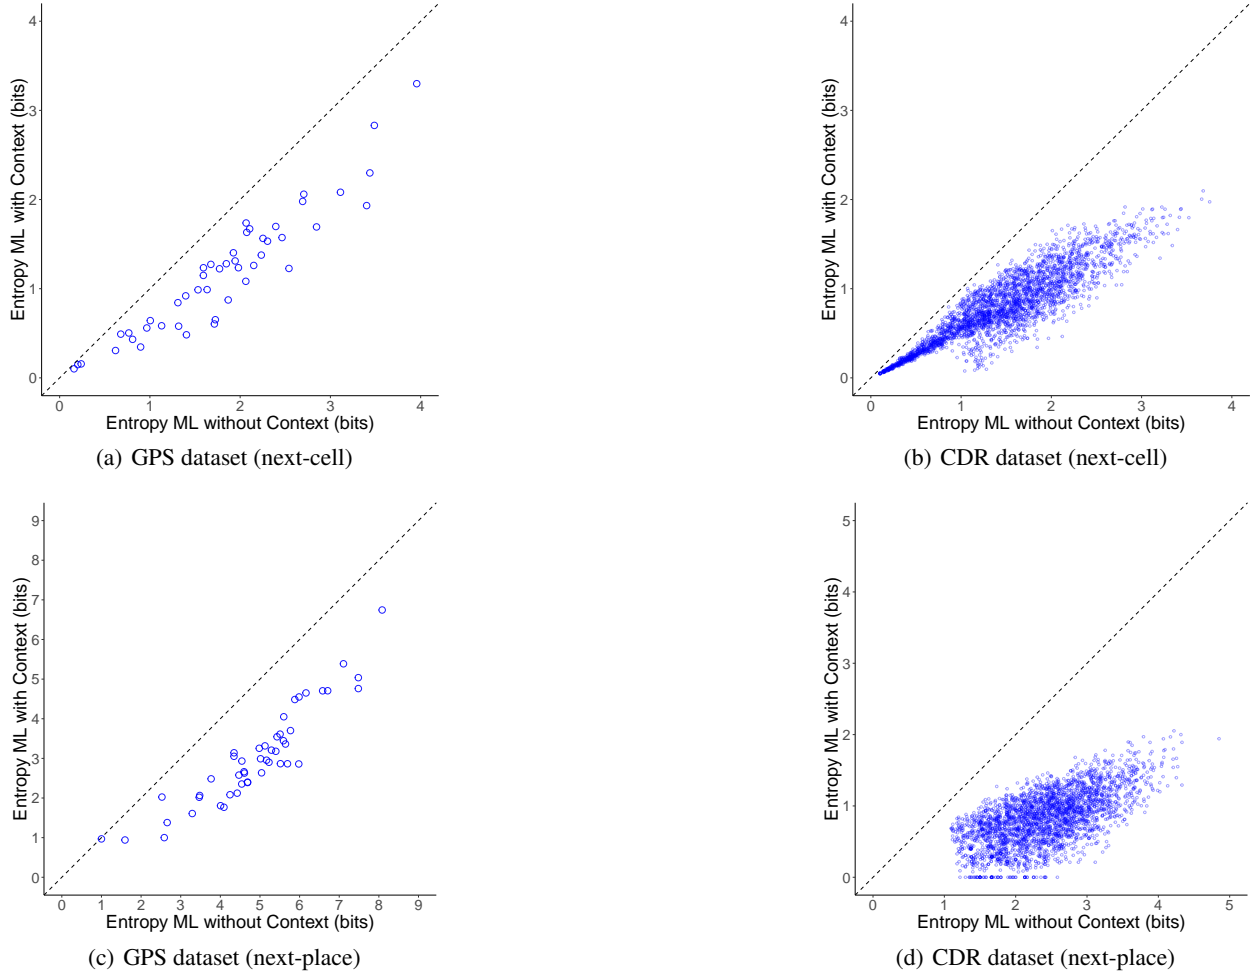 4
3
2
1
0
Entropy ML with Context (bits)
0 1 2 3 4
Entropy ML without Context (bits)
(a) GPS dataset (next-cell)
4
3
2
1
0
Entropy ML with Context (bits)
0 1 2 3 4
Entropy ML without Context (bits)
(b) CDR dataset (next-cell)
9
8
7
6
5
4
3
2
1
0
Entropy ML with Context (bits)
0 1 2 3 4 5 6 7 8 9
Entropy ML without Context (bits)
(c) GPS dataset (next-place)
5
4
3
2
1
0
Entropy ML with Context (bits)
0 1 2 3 4 5
Entropy ML without Context (bits)
(d) CDR dataset (next-place)